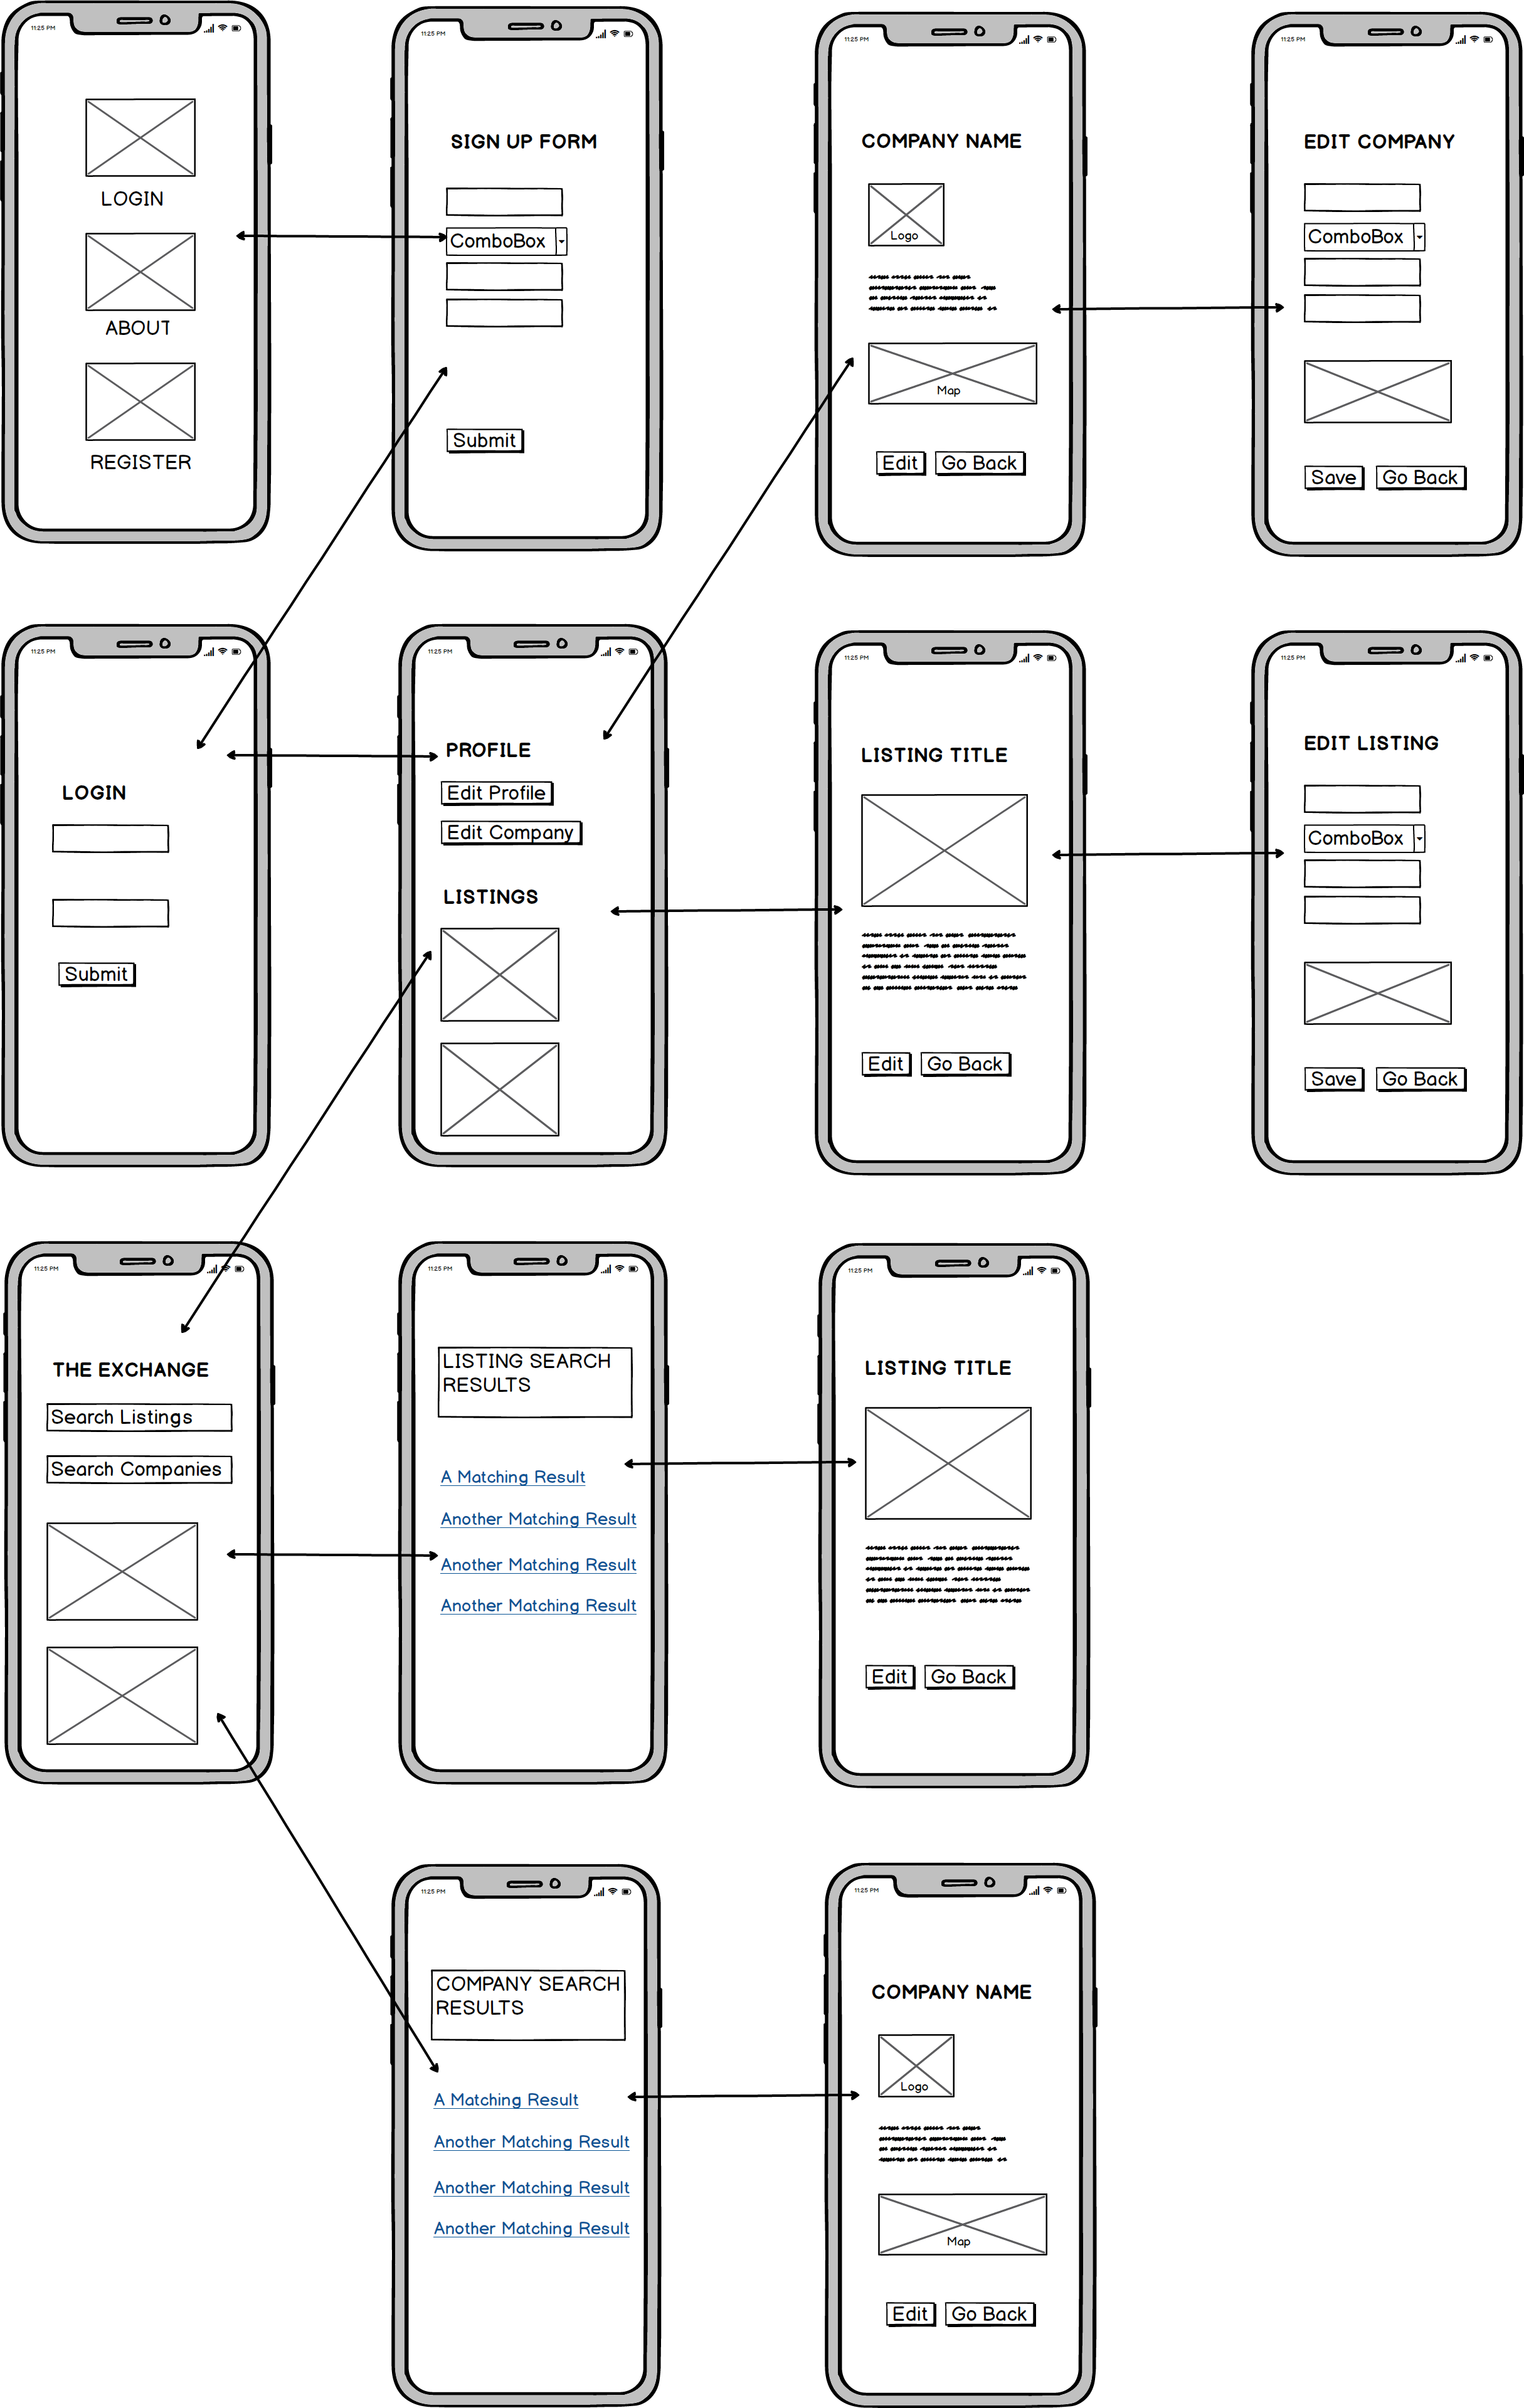 11:25 PM
LOGIN
ABOUT
REGISTER
11:25 PM
SIGN UP FORM
ComboBox
Submit
11:25 PM
COMPANY NAME
Logo
Map
Edit
Go Back
11:25 PM
EDIT COMPANY
ComboBox
Save
Go Back
11:25 PM
LOGIN
Submit
11:25 PM
PROFILE
Edit Profile
Edit Company
LISTINGS
11:25 PM
LISTING TITLE
Edit
Go Back
11:25 PM
EDIT LISTING
ComboBox
Save
Go Back
11:25 PM
THE EXCHANGE
Search Listings
Search Companies
11:25 PM
LISTING SEARCH
RESULTS
A Matching Result
Another Matching Result
Another Matching Result
Another Matching Result
11:25 PM
LISTING TITLE
Edit
Go Back
11:25 PM
COMPANY SEARCH
RESULTS
A Matching Result
Another Matching Result
Another Matching Result
Another Matching Result
11:25 PM
COMPANY NAME
Logo
Map
Edit
Go Back